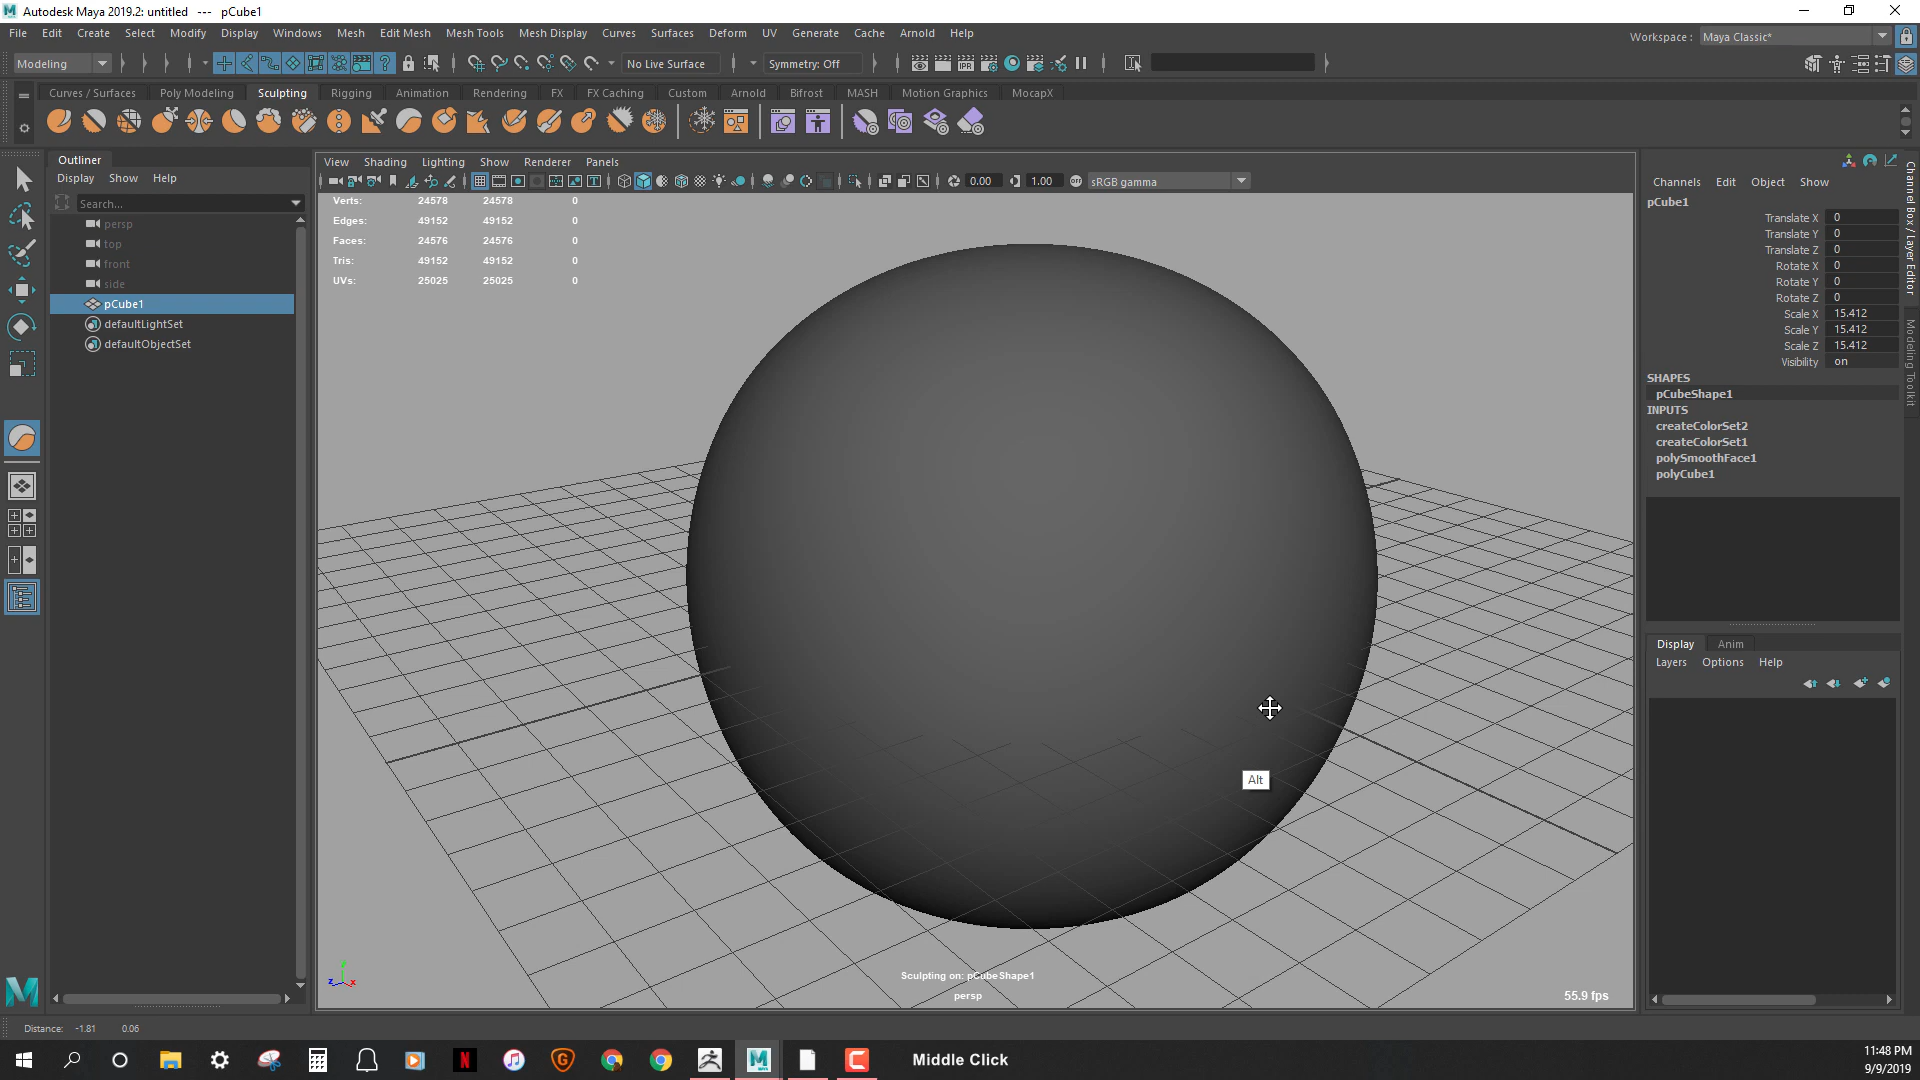 Autodesk Maya 2019.2: untitled --- pCube1
File Edit Create Select Modify Display Windows Mesh Edit Mesh Mesh Tools Mesh Display Curves Surfaces Deform UV Generate Cache Arnold Help
Workspace : Maya Classic*
Modeling No Live Surface Symmetry: Off IPR
Curves / Surfaces Poly Modeling Sculpting Rigging Animation Rendering FX FX Caching Custom Arnold Bifrost MASH Motion Graphics MocapX
Outliner
Display Show Help
Search...
persp
top
front
side
pCube1
defaultLightSet
defaultObjectSet
View Shading Lighting Show Renderer Panels
0.00 1.00 sRGB gamma
Verts: 24578 24578 0
Edges: 49152 49152 0
Faces: 24576 24576 0
Tris: 49152 49152 0
UVs: 25025 25025 0
Alt
Sculpting on: pCubeShape1
persp
55.9 fps
Channels Edit Object Show
pCube1
Translate X 0
Translate Y 0
Translate Z 0
Rotate X 0
Rotate Y 0
Rotate Z 0
Scale X 15.412
Scale Y 15.412
Scale Z 15.412
Visibility on
SHAPES
pCubeShape1
INPUTS
createColorSet2
createColorSet1
polySmoothFace1
polyCube1
Display Anim
Layers Options Help
Channel Box / Layer Editor
Modeling Toolkit
Distance: -1.81 0.06
Middle Click
11:48 PM
9/9/2019